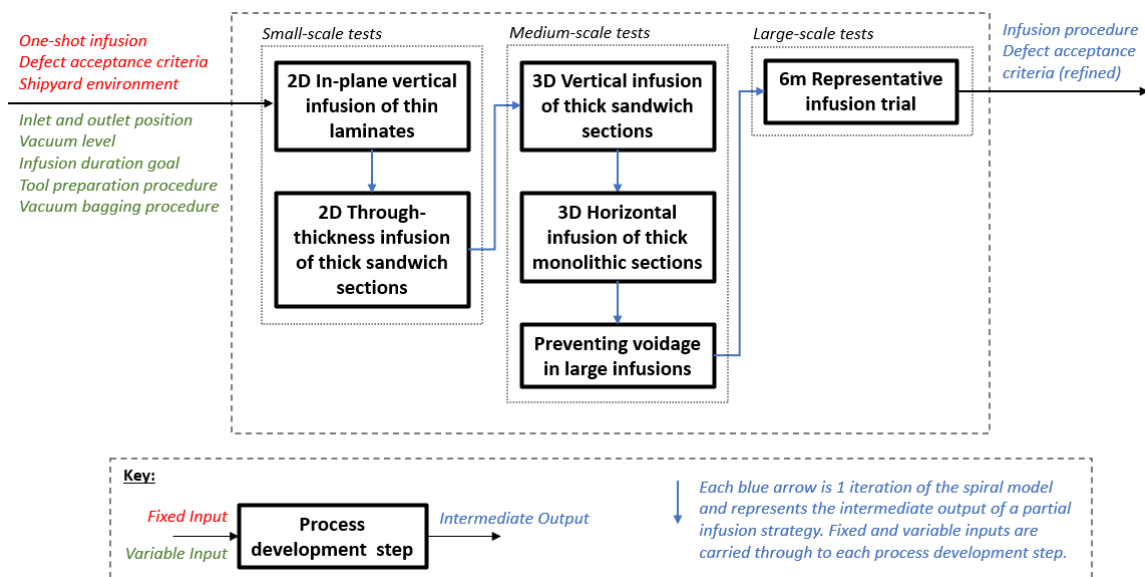 One-shot infusion
Defect acceptance criteria
Shipyard environment
Inlet and outlet position
Vacuum level
Infusion duration goal
Tool preparation procedure
Vacuum bagging procedure
Small-scale tests
2D In-plane vertical
infusion of thin
laminates
2D Through-
thickness infusion
of thick sandwich
sections
Medium-scale tests
3D Vertical infusion
of thick sandwich
sections
3D Horizontal
infusion of thick
monolithic sections
Preventing voidage
in large infusions
Large-scale tests
6m Representative
infusion trial
Infusion procedure
Defect acceptance
criteria (refined)
Key:
Fixed Input
Variable Input
Process
development step
Intermediate Output
Each blue arrow is 1 iteration of the spiral model
and represents the intermediate output of a partial
infusion strategy. Fixed and variable inputs are
carried through to each process development step.